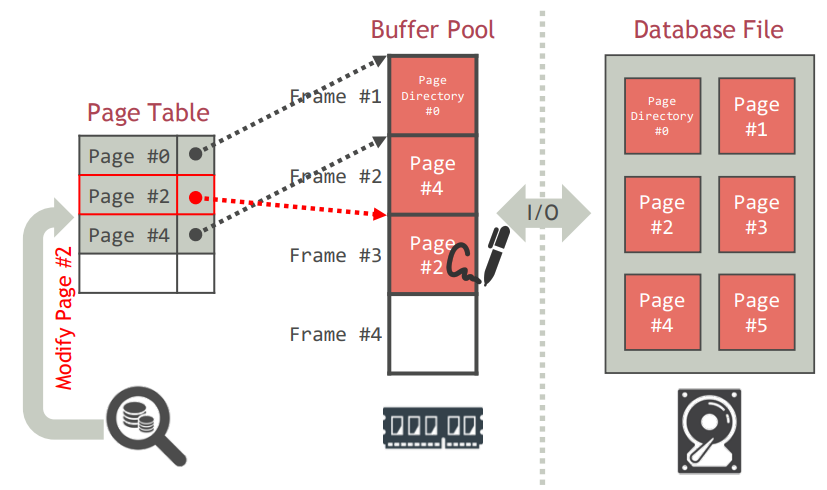 Buffer Pool
Database File
Page Table
Page #0
Page #2
Page #4
Modify Page #2
Frame #1
Frame #2
Frame #3
Frame #4
Page
Directory
#0
Page
#4
Page
#2
I/O
Page
Directory
#0
Page
#1
Page
#2
Page
#3
Page
#4
Page
#5